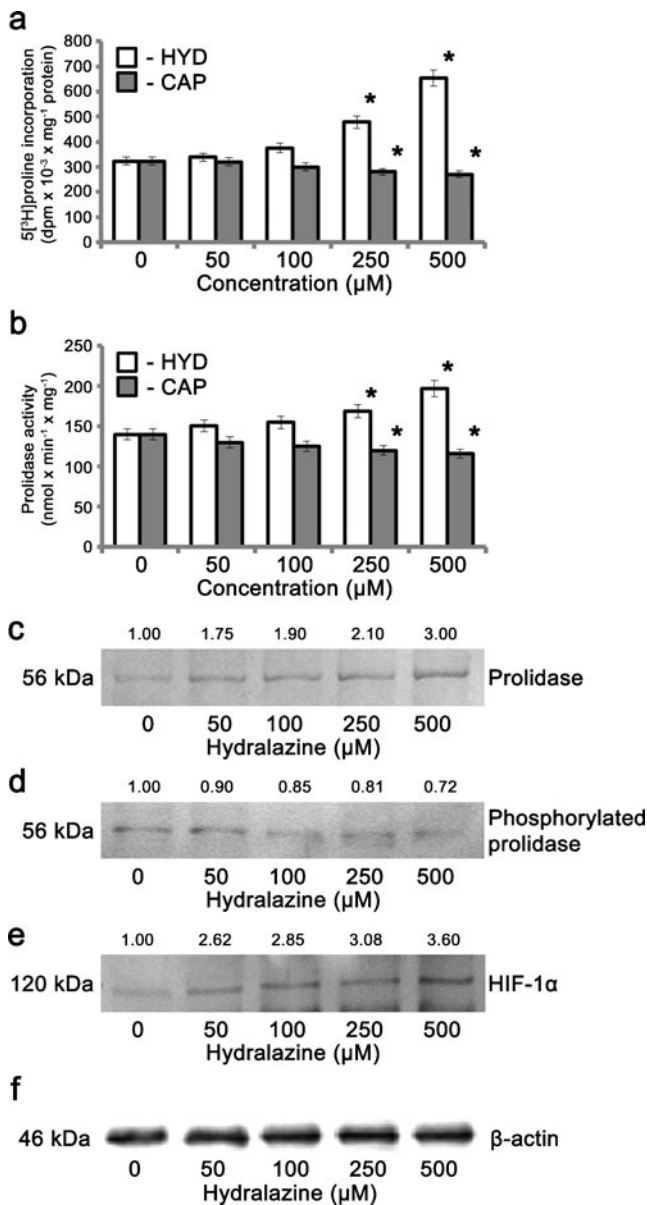 a
5[³H]proline incorporation
(dpm x 10⁻³ x mg⁻¹ protein)
800
700
600
500
400
300
200
100
0
- HYD
- CAP
*
*
*
*
0 50 100 250 500
Concentration (µM)
b
Prolidase activity
(nmol x min⁻¹ x mg⁻¹)
250
200
150
100
50
0
- HYD
- CAP
*
*
*
*
0 50 100 250 500
Concentration (µM)
c
1.00 1.75 1.90 2.10 3.00
56 kDa
Prolidase
0 50 100 250 500
Hydralazine (µM)
d
1.00 0.90 0.85 0.81 0.72
56 kDa
Phosphorylated
prolidase
0 50 100 250 500
Hydralazine (µM)
e
1.00 2.62 2.85 3.08 3.60
120 kDa
HIF-1α
0 50 100 250 500
Hydralazine (µM)
f
46 kDa
β-actin
0 50 100 250 500
Hydralazine (µM)